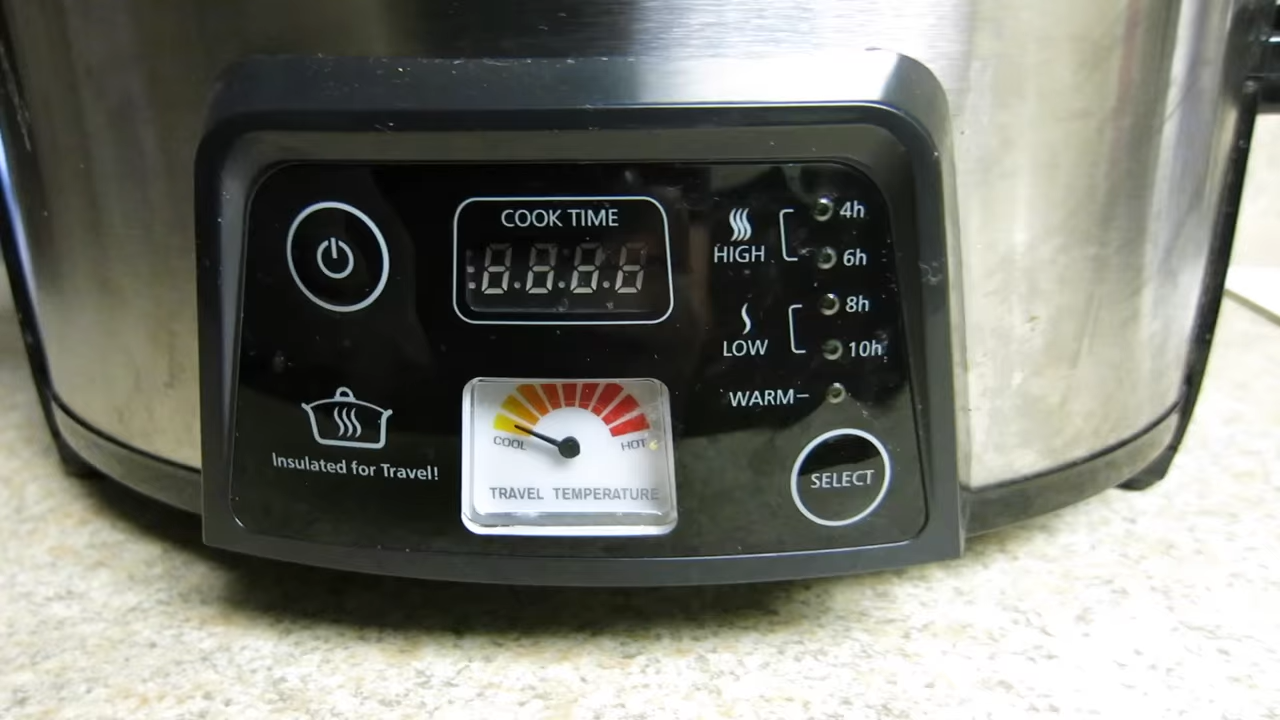 COOK TIME
HIGH
4h
6h
LOW
8h
10h
WARM
SELECT
Insulated for Travel!
COOL
HOT
TRAVEL TEMPERATURE